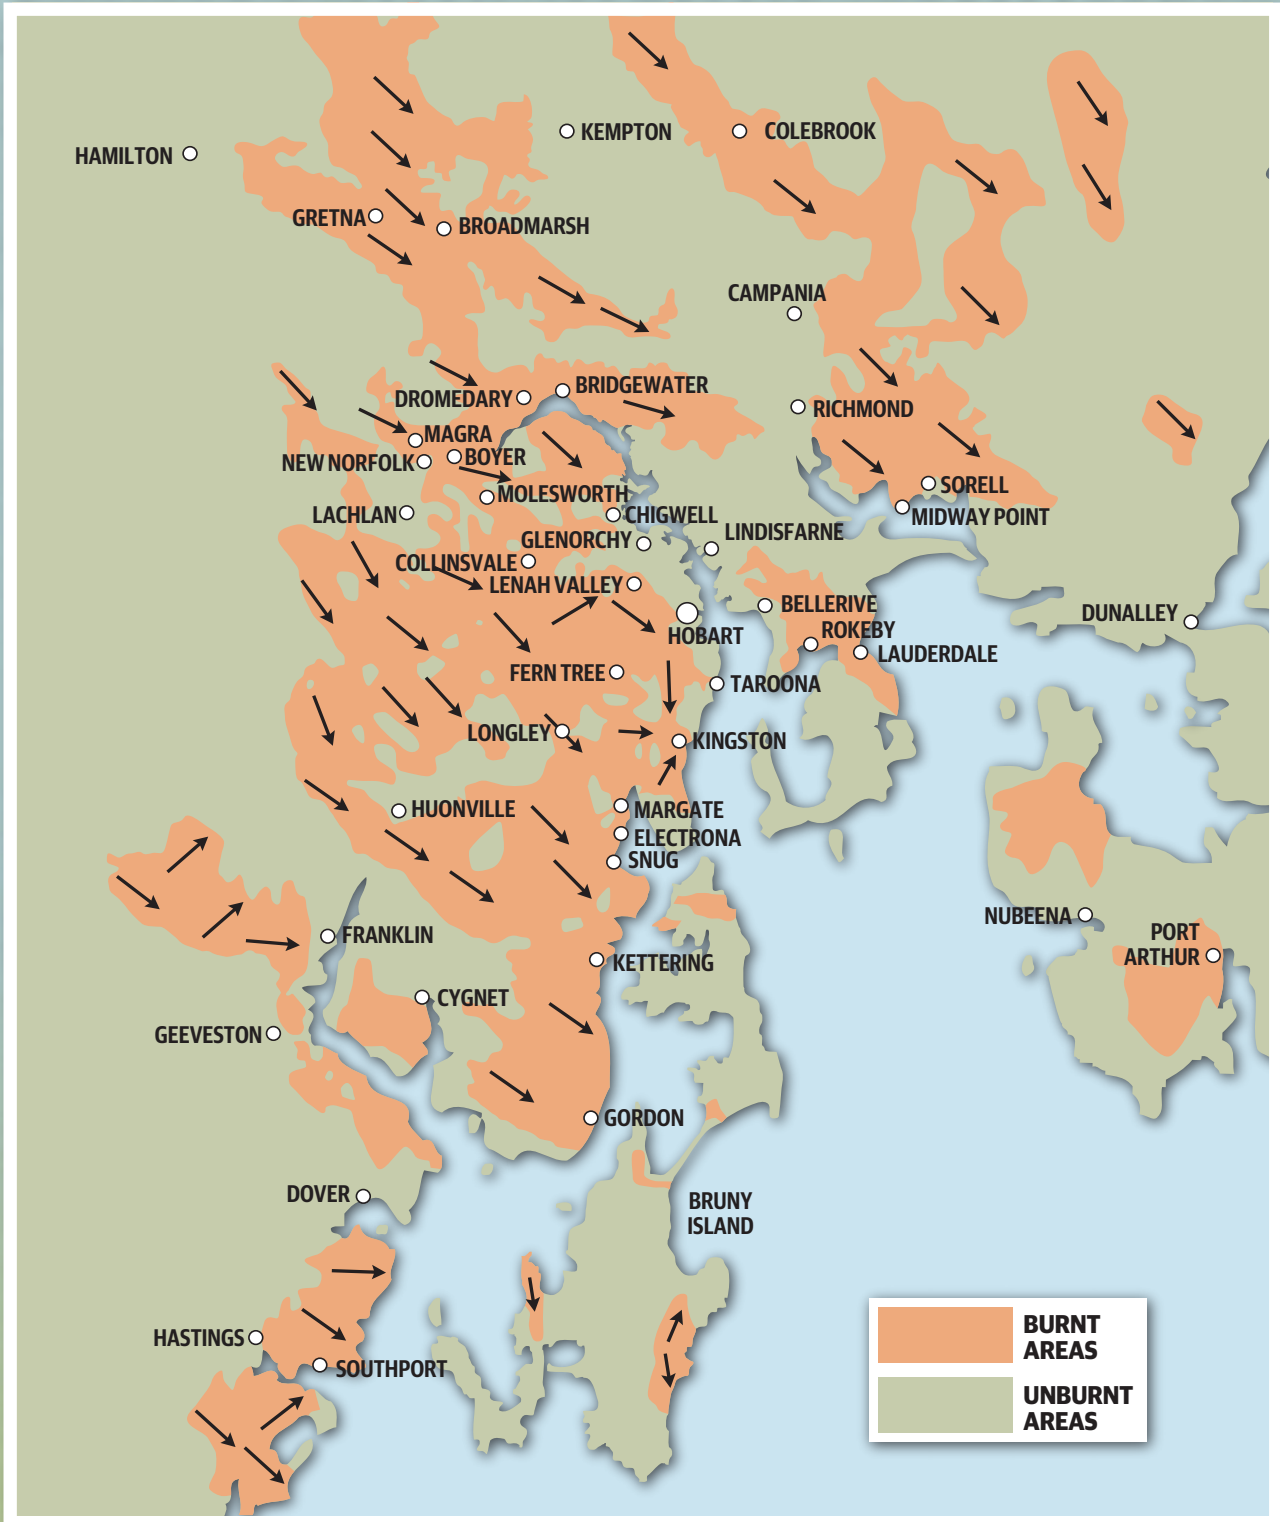 KEMPTON
COLEBROOK
HAMILTON
GRETNA
BROADMARSH
CAMPANIA
BRIDGEWATER
DROMEDARY
RICHMOND
MAGRA
BOYER
NEW NORFOLK
SORELL
MOLESWORTH
LACHLAN
CHIGWELL
MIDWAY POINT
LINDISFARNE
GLENORCHY
COLLINSVALE
LENAH VALLEY
BELLERIVE
DUNALLEY
ROKEBY
HOBART
LAUDERDALE
FERN TREE
TAROONA
LONGLEY
KINGSTON
HUONVILLE
MARGATE
ELECTRONA
SNUG
NUBEENA
PORT
ARTHUR
FRANKLIN
KETTERING
CYGNET
GEEVESTON
GORDON
DOVER
BRUNY
ISLAND
HASTINGS
SOUTHPORT
BURNT
AREAS
UNBURNT
AREAS